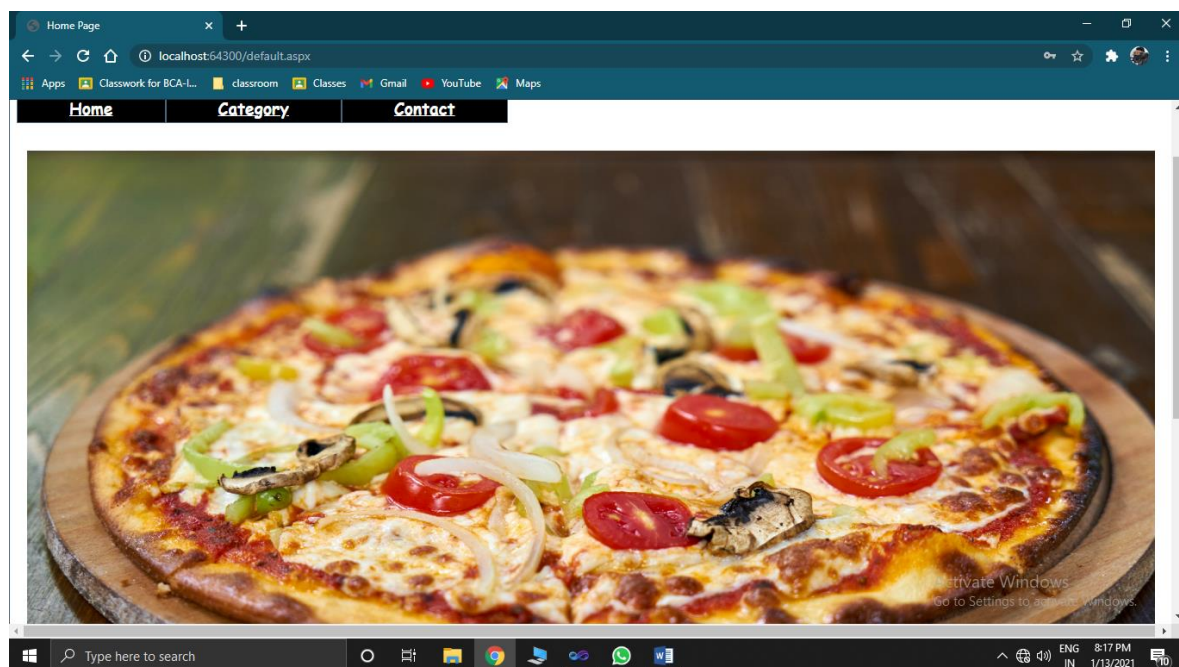 Home Page
localhost:64300/default.aspx
Apps Classwork for BCA-I... classroom Classes Gmail YouTube Maps
Home Category Contact
Activate Windows
Go to Settings to activate Windows.
Type here to search
ENG 8:17 PM
IN 1/13/2021
10